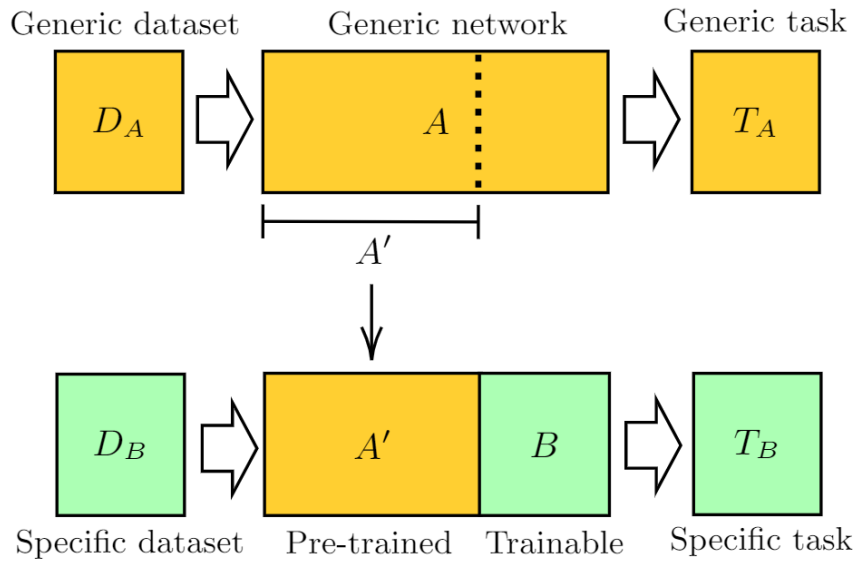 Generic dataset Generic network Generic task
D_A A T_A
A′
D_B A′ B T_B
Specific dataset Pre-trained Trainable Specific task